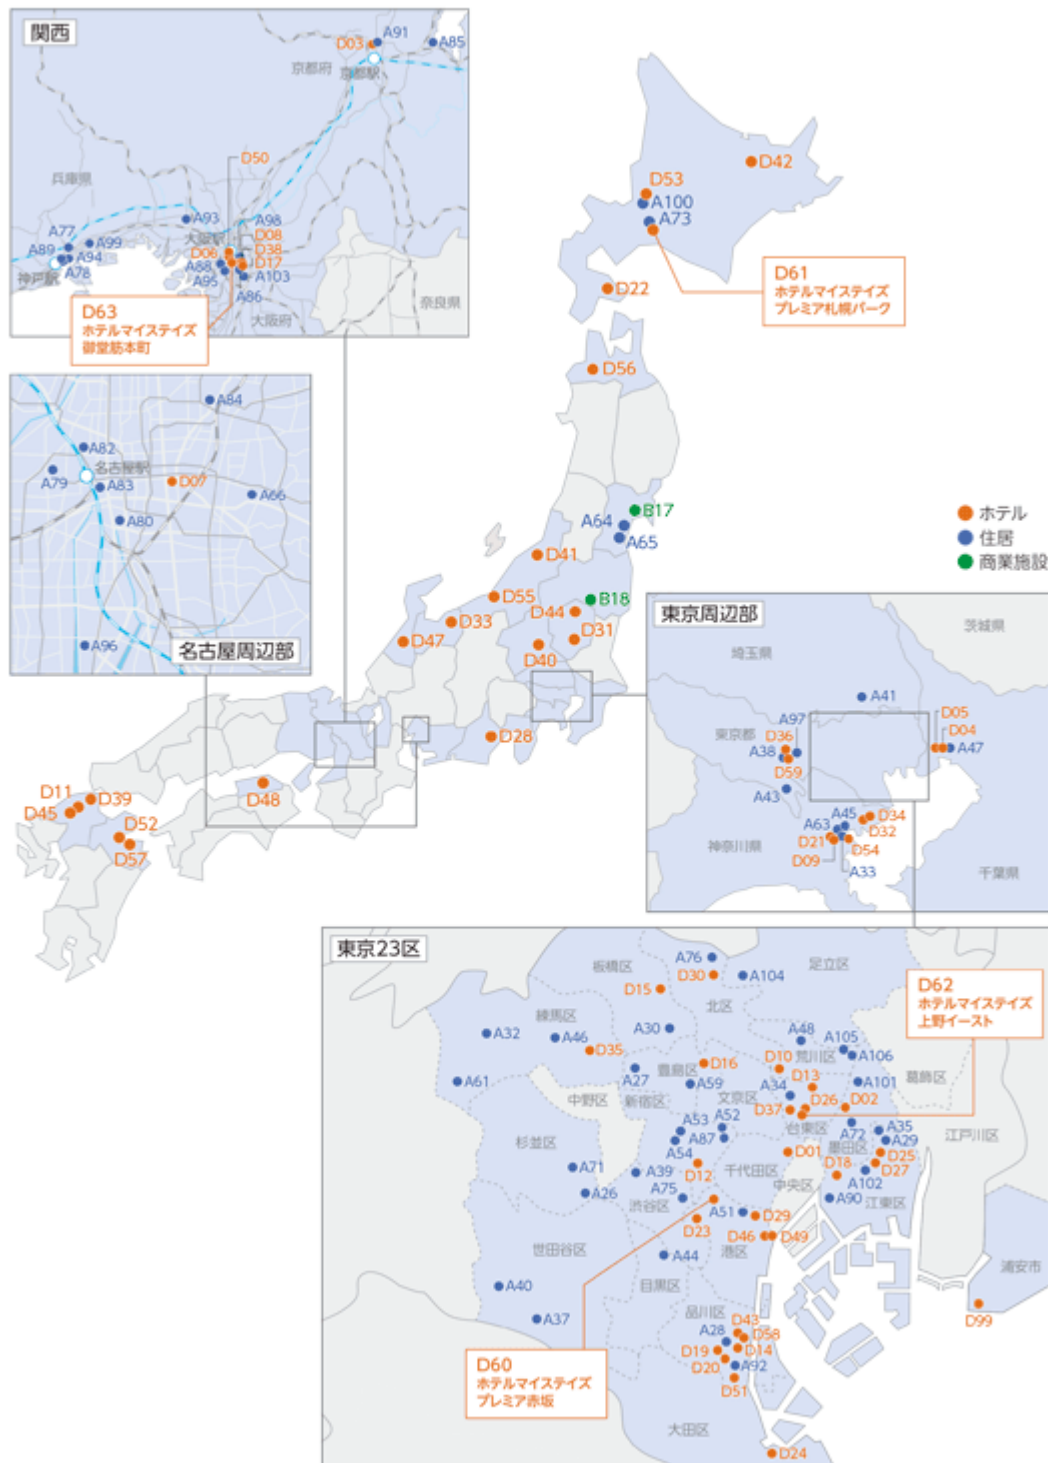 関西
D03
A91
A85
京都府
京都駅
D50
兵庫県
A93
A98
大阪駅
D08
A77
D06
D38
A89
A99
A88
D17
A94
神戸駅
A78
A95
A103
A86
大阪府
奈良県
D63
ホテルマイステイズ
御堂筋本町
A84
A82
名古屋駅
A79
A83
D07
A66
A80
A96
名古屋周辺部
D42
D53
A100
A73
D61
ホテルマイステイズ
プレミア札幌パーク
D22
D56
B17
A64
A65
D41
D55
B18
D44
D33
D31
D47
D40
D28
D11
D39
D45
D48
D52
D57
ホテル
住居
商業施設
東京周辺部
茨城県
埼玉県
A41
A97
D05
東京都
D36
D04
A38
A47
D59
A43
A45
D34
A63
D32
神奈川県
D21
D54
D09
A33
千葉県
東京23区
板橋区
A76
足立区
D30
A104
D15
北区
D62
ホテルマイステイズ
上野イースト
練馬区
A32
A46
A30
A48
A105
D35
荒川区
A106
D16
D10
豊島区
A27
D13
A101
葛飾区
A61
A59
A34
中野区
新宿区
文京区
D26
D02
D37
A53
A52
台東区
A72
A35
江戸川区
杉並区
A87
墨田区
A29
A54
D01
D25
D12
D18
D27
A71
A39
千代田区
A102
A26
A75
中央区
A90
渋谷区
A51
D29
江東区
D23
D46
D49
世田谷区
A44
港区
浦安市
目黒区
A40
D99
A37
品川区
D43
A28
D58
D19
D14
D20
A92
D51
D60
ホテルマイステイズ
プレミア赤坂
大田区
D24